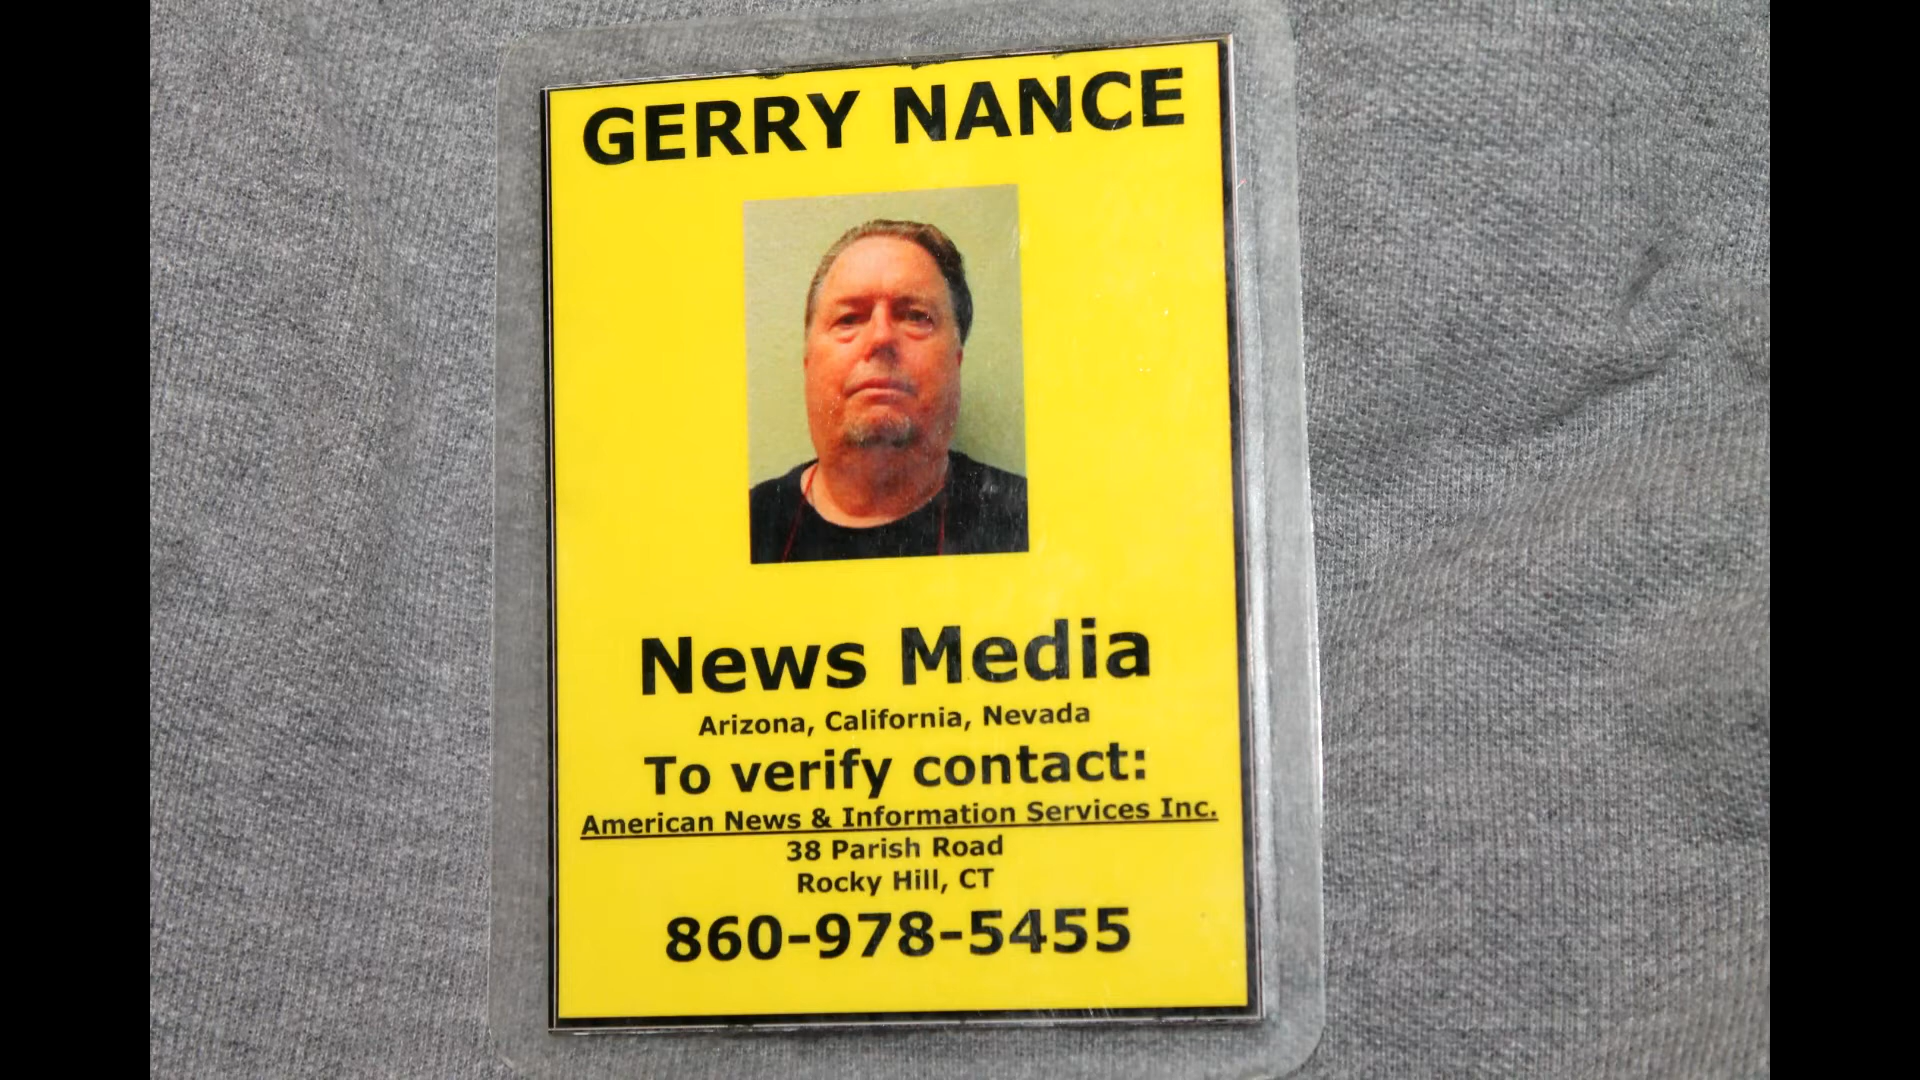 GERRY NANCE
News Media
Arizona, California, Nevada
To verify contact:
American News & Information Services Inc.
38 Parish Road
Rocky Hill, CT
860-978-5455